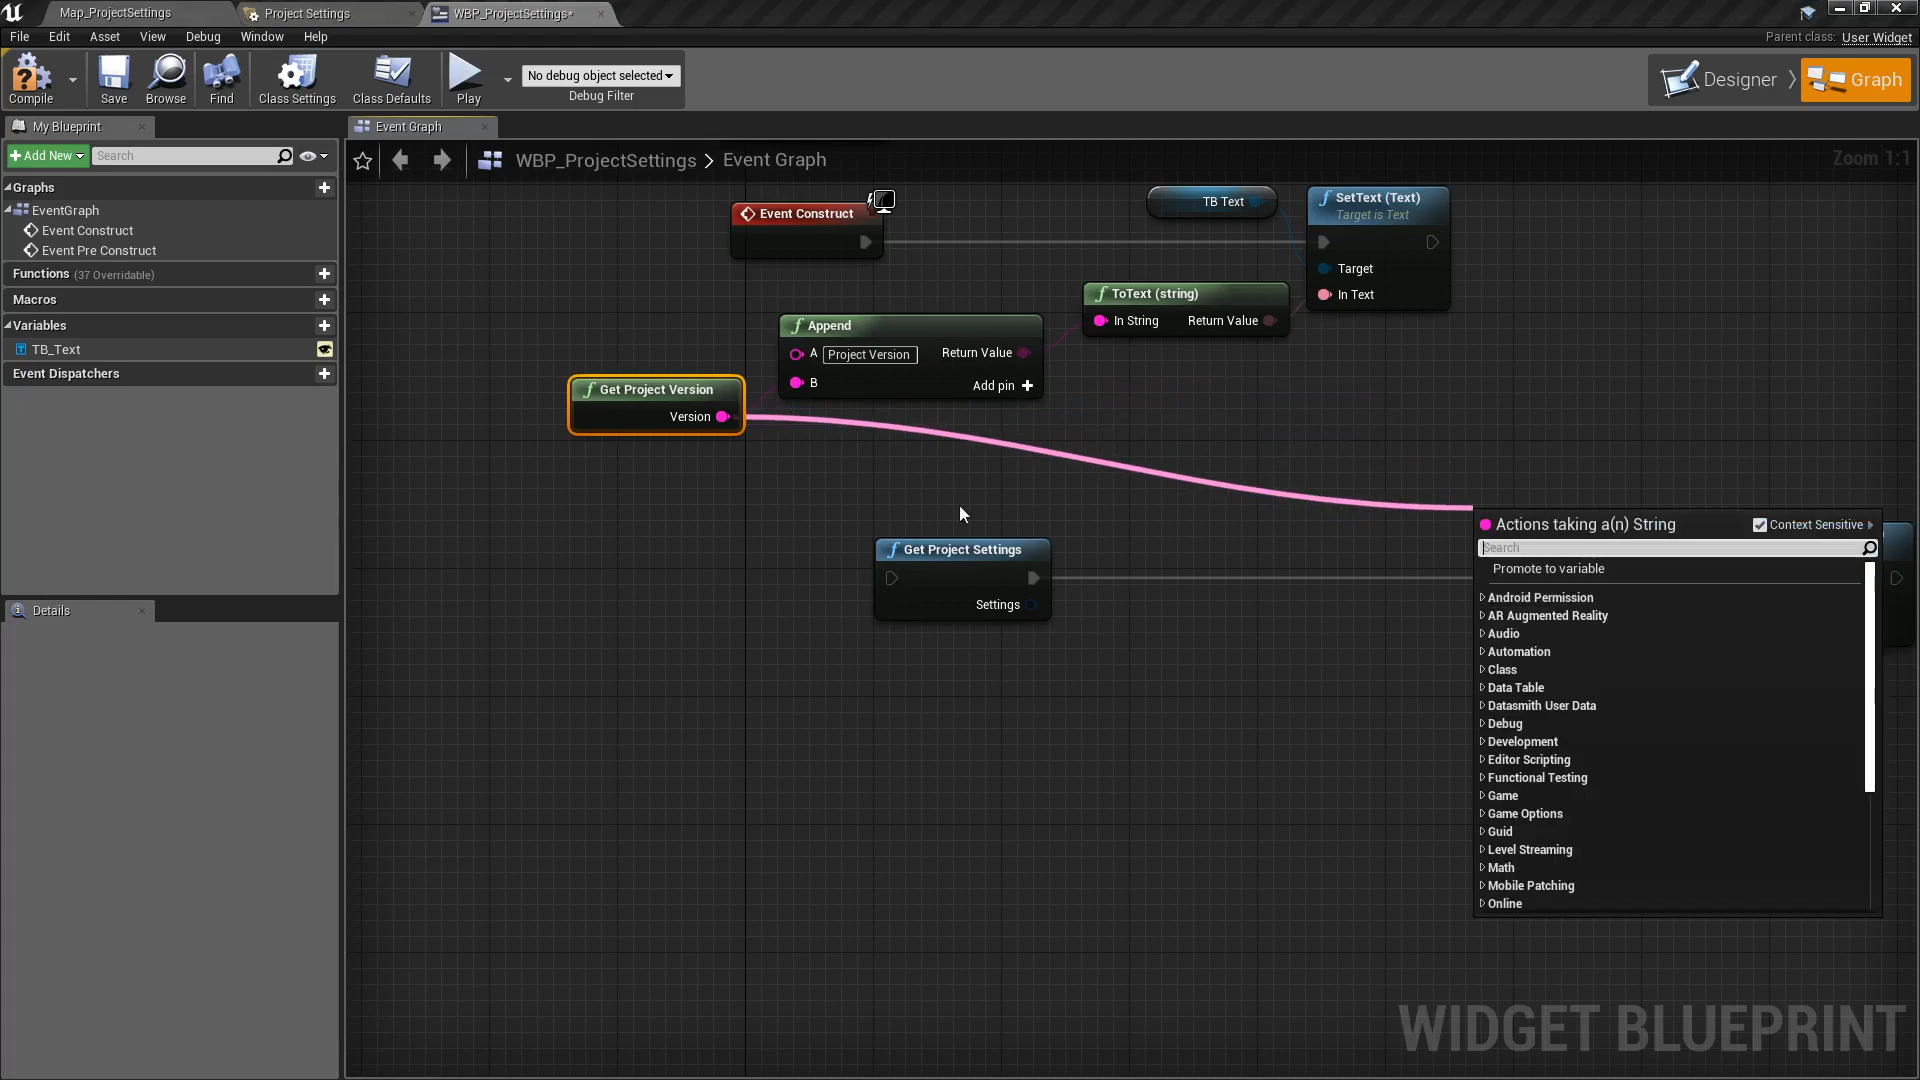 Map_ProjectSettings
Project Settings
WBP_ProjectSettings*
File Edit Asset View Debug Window Help
Parent class: User Widget
Compile
Save
Browse
Find
Class Settings
Class Defaults
Play
No debug object selected
Debug Filter
Designer
Graph
My Blueprint
Add New
Search
Graphs
EventGraph
Event Construct
Event Pre Construct
Functions (37 Overridable)
Macros
Variables
TB_Text
Event Dispatchers
Details
Event Graph
WBP_ProjectSettings > Event Graph
Zoom 1:1
Event Construct
TB Text
SetText (Text)
Target is Text
Target
In Text
ToText (string)
In String Return Value
Append
A Project Version Return Value
B Add pin
Get Project Version
Version
Get Project Settings
Settings
Actions taking a(n) String
Context Sensitive
Search
Promote to variable
Android Permission
AR Augmented Reality
Audio
Automation
Class
Data Table
Datasmith User Data
Debug
Development
Editor Scripting
Functional Testing
Game
Game Options
Guid
Level Streaming
Math
Mobile Patching
Online
WIDGET BLUEPRINT